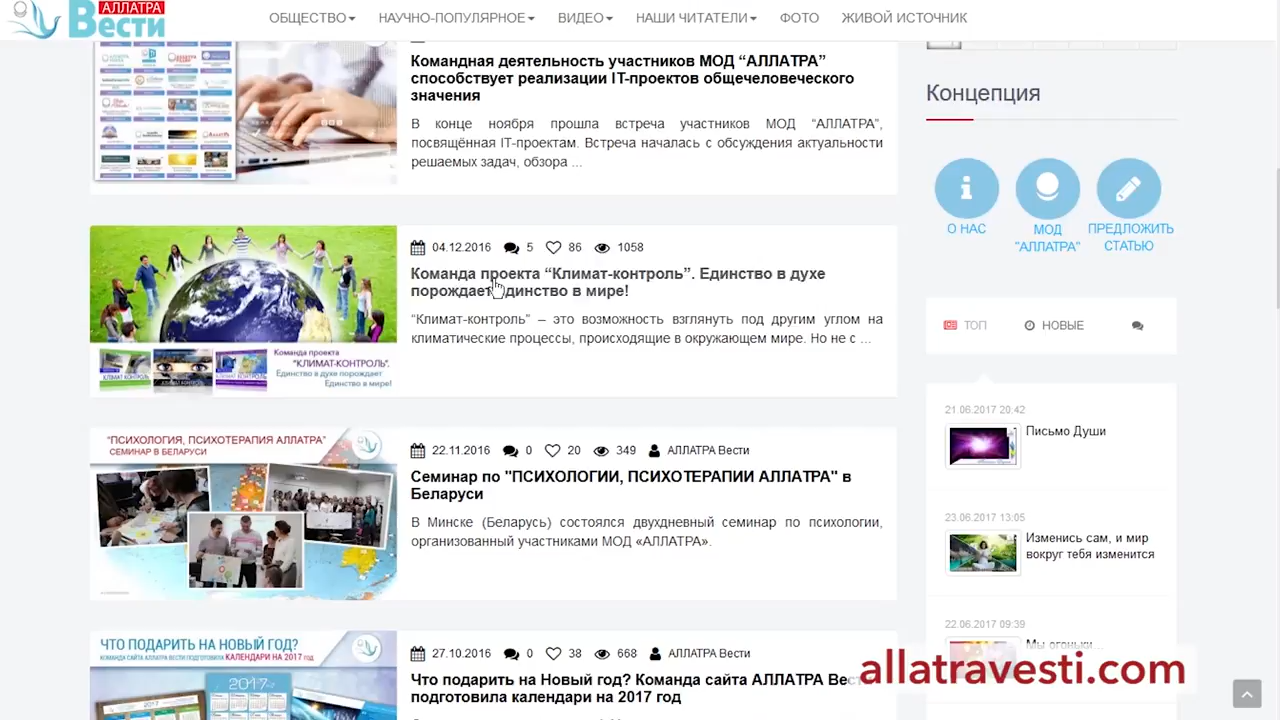 АЛЛАТРА
Вести
ОБЩЕСТВО
НАУЧНО-ПОПУЛЯРНОЕ
ВИДЕО
НАШИ ЧИТАТЕЛИ
ФОТО
ЖИВОЙ ИСТОЧНИК
Командная деятельность участников МОД “АЛЛАТРА”
способствует реализации IT-проектов общечеловеческого
значения
В конце ноября прошла встреча участников МОД “АЛЛАТРА”,
посвящённая IT-проектам. Встреча началась с обсуждения актуальности
решаемых задач, обзора ...
04.12.2016 5 86 1058
Команда проекта “Климат-контроль”. Единство в духе
порождает единство в мире!
“Климат-контроль” – это возможность взглянуть под другим углом на
климатические процессы, происходящие в окружающем мире. Но не с ...
Команда проекта
“КЛИМАТ-КОНТРОЛЬ”.
Единство в духе порождает
Единство в мире!
“ПСИХОЛОГИЯ, ПСИХОТЕРАПИЯ АЛЛАТРА”
СЕМИНАР В БЕЛАРУСИ
22.11.2016 0 20 349 АЛЛАТРА Вести
Семинар по "ПСИХОЛОГИИ, ПСИХОТЕРАПИИ АЛЛАТРА" в
Беларуси
В Минске (Беларусь) состоялся двухдневный семинар по психологии,
организованный участниками МОД «АЛЛАТРА».
ЧТО ПОДАРИТЬ НА НОВЫЙ ГОД?
КОМАНДА САЙТА АЛЛАТРА ВЕСТИ ПОДГОТОВИЛА КАЛЕНДАРИ НА 2017 ГОД
2017
27.10.2016 0 38 668 АЛЛАТРА Вести
Что подарить на Новый год? Команда сайта АЛЛАТРА
подготовила календари на 2017 год
Концепция
О НАС
МОД
"АЛЛАТРА"
ПРЕДЛОЖИТЬ
СТАТЬЮ
ТОП
НОВЫЕ
21.06.2017 20:42
Письмо Души
23.06.2017 13:05
Изменись сам, и мир
вокруг тебя изменится
22.06.2017 09:39
Мы огоньки...
allatravesti.com